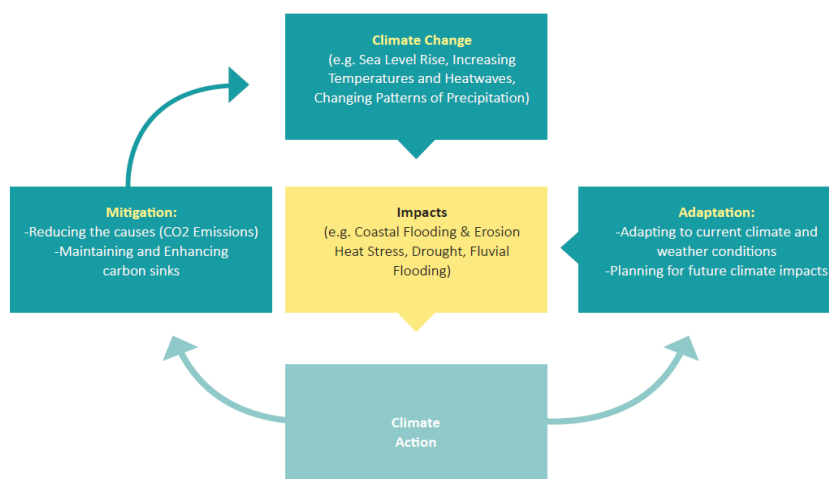 Climate Change
(e.g. Sea Level Rise, Increasing
Temperatures and Heatwaves,
Changing Patterns of Precipitation)
Mitigation:
-Reducing the causes (CO2 Emissions)
-Maintaining and Enhancing
carbon sinks
Impacts
(e.g. Coastal Flooding & Erosion
Heat Stress, Drought, Fluvial
Flooding)
Adaptation:
-Adapting to current climate and
weather conditions
-Planning for future climate impacts
Climate
Action